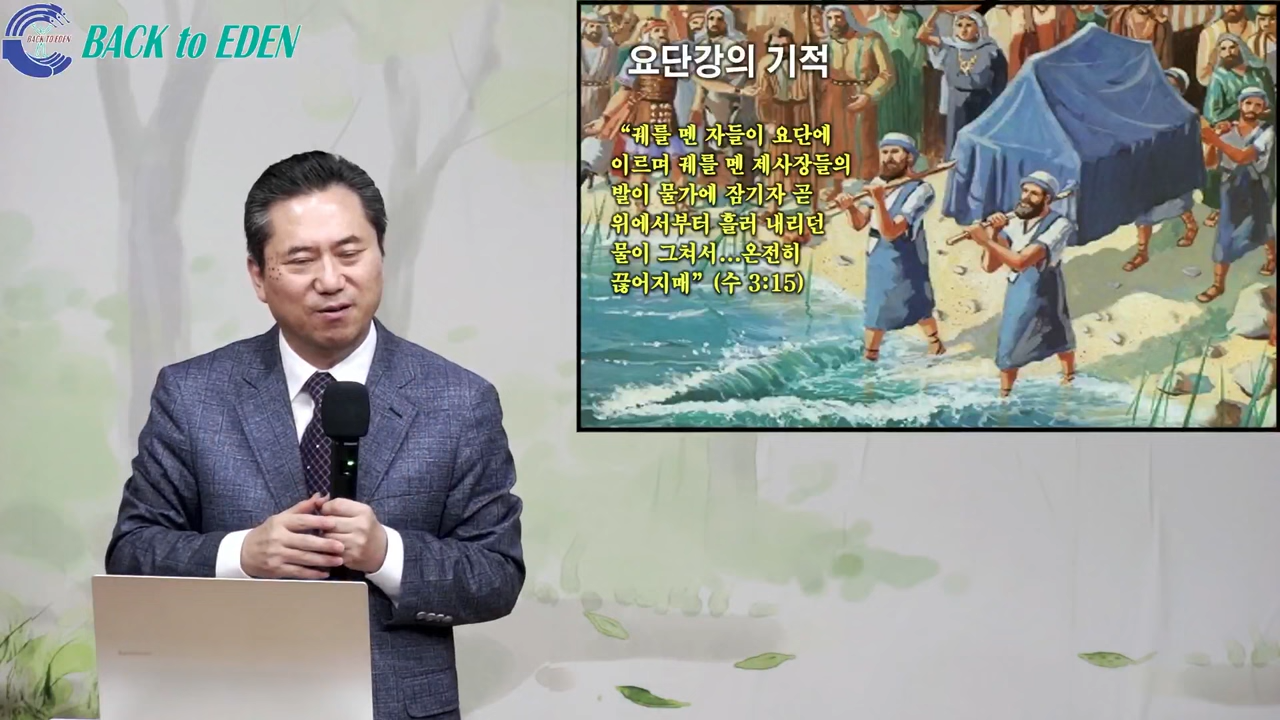 BACK TO EDEN
BACK to EDEN
요단강의 기적
“궤를 멘 자들이 요단에
이르며 궤를 멘 제사장들의
발이 물가에 잠기자 곧
위에서부터 흘러 내리던
물이 그쳐서...온전히
끊어지매” (수 3:15)